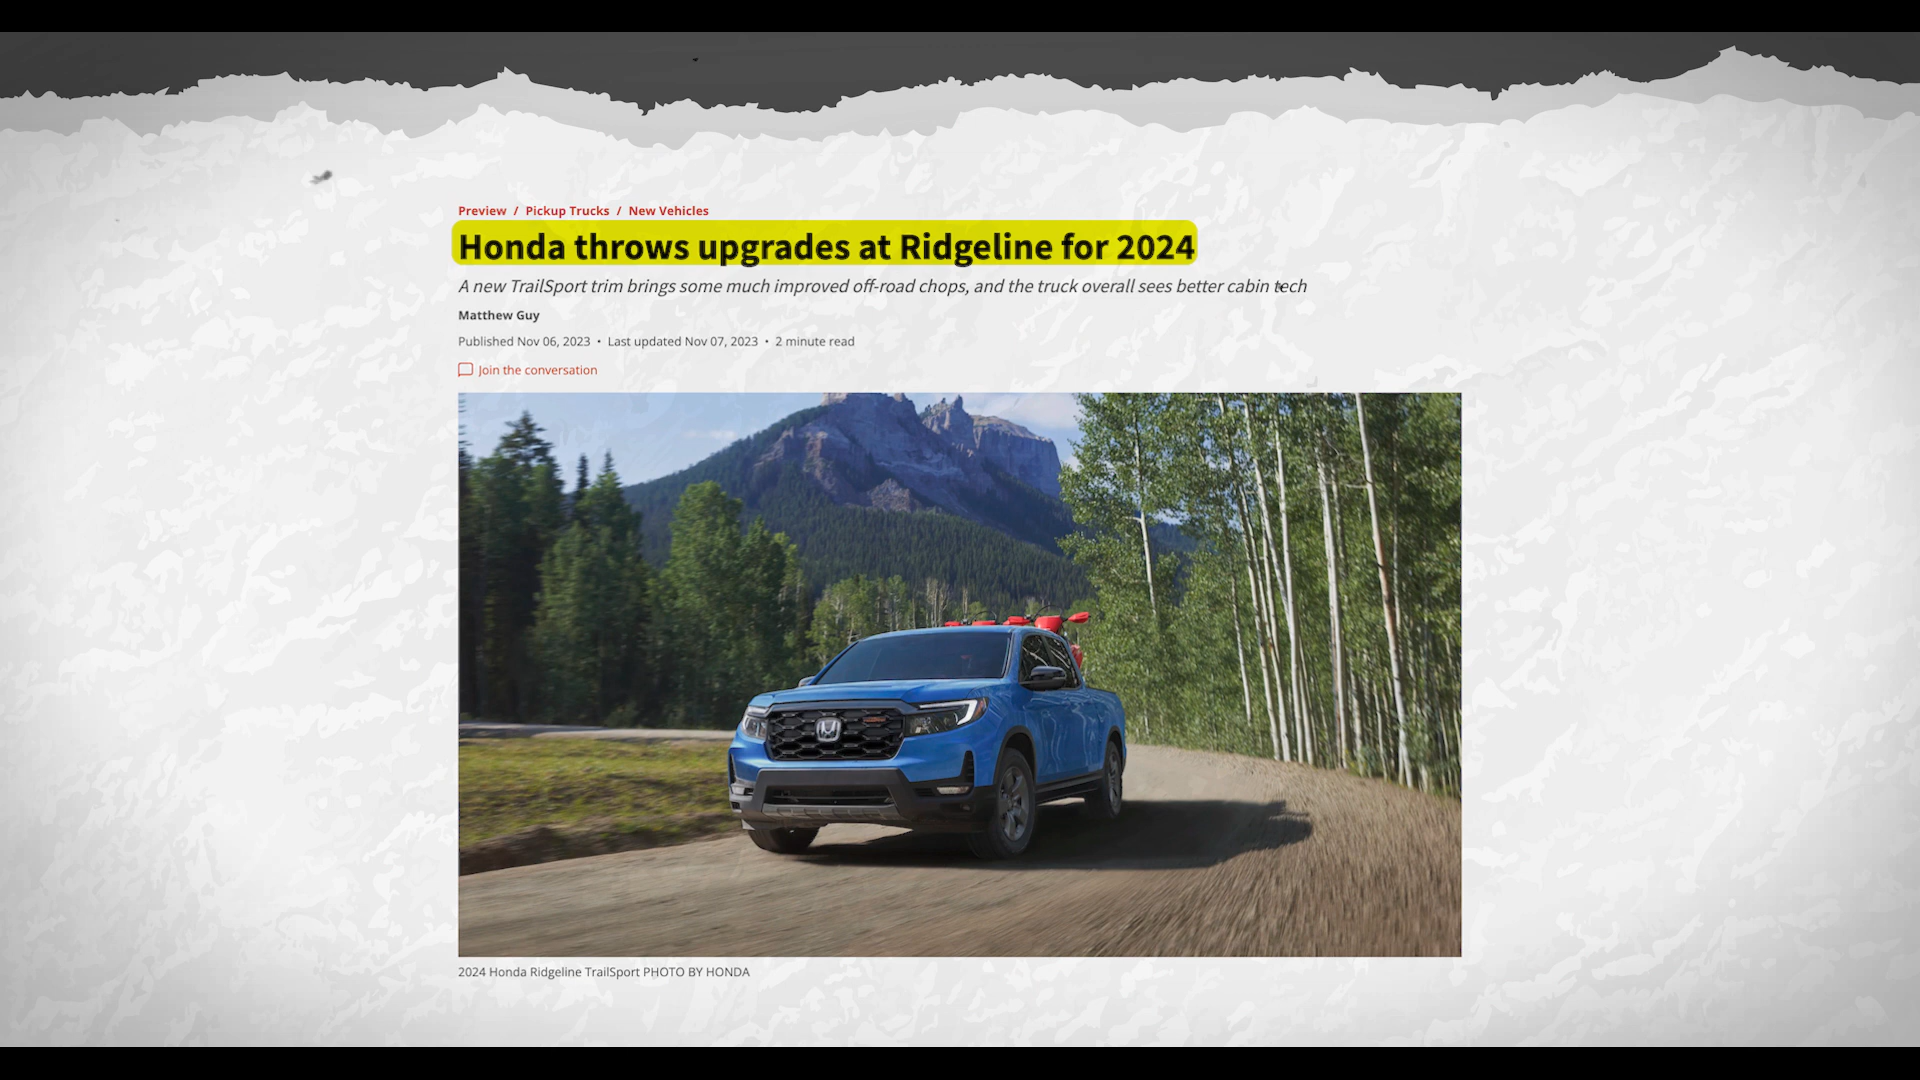 Preview / Pickup Trucks / New Vehicles
Honda throws upgrades at Ridgeline for 2024
A new TrailSport trim brings some much improved off-road chops, and the truck overall sees better cabin tech
Matthew Guy
Published Nov 06, 2023 • Last updated Nov 07, 2023 • 2 minute read
Join the conversation
2024 Honda Ridgeline TrailSport PHOTO BY HONDA